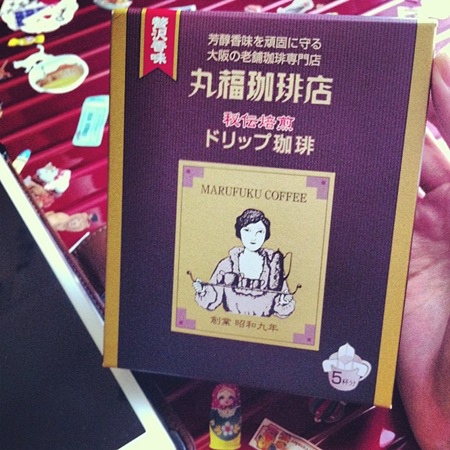 贅沢香味
芳醇香味を頑固に守る
大阪の老舗珈琲専門店
丸福珈琲店
秘伝焙煎
ドリップ珈琲
MARUFUKU COFFEE
創業 昭和九年
5杯分